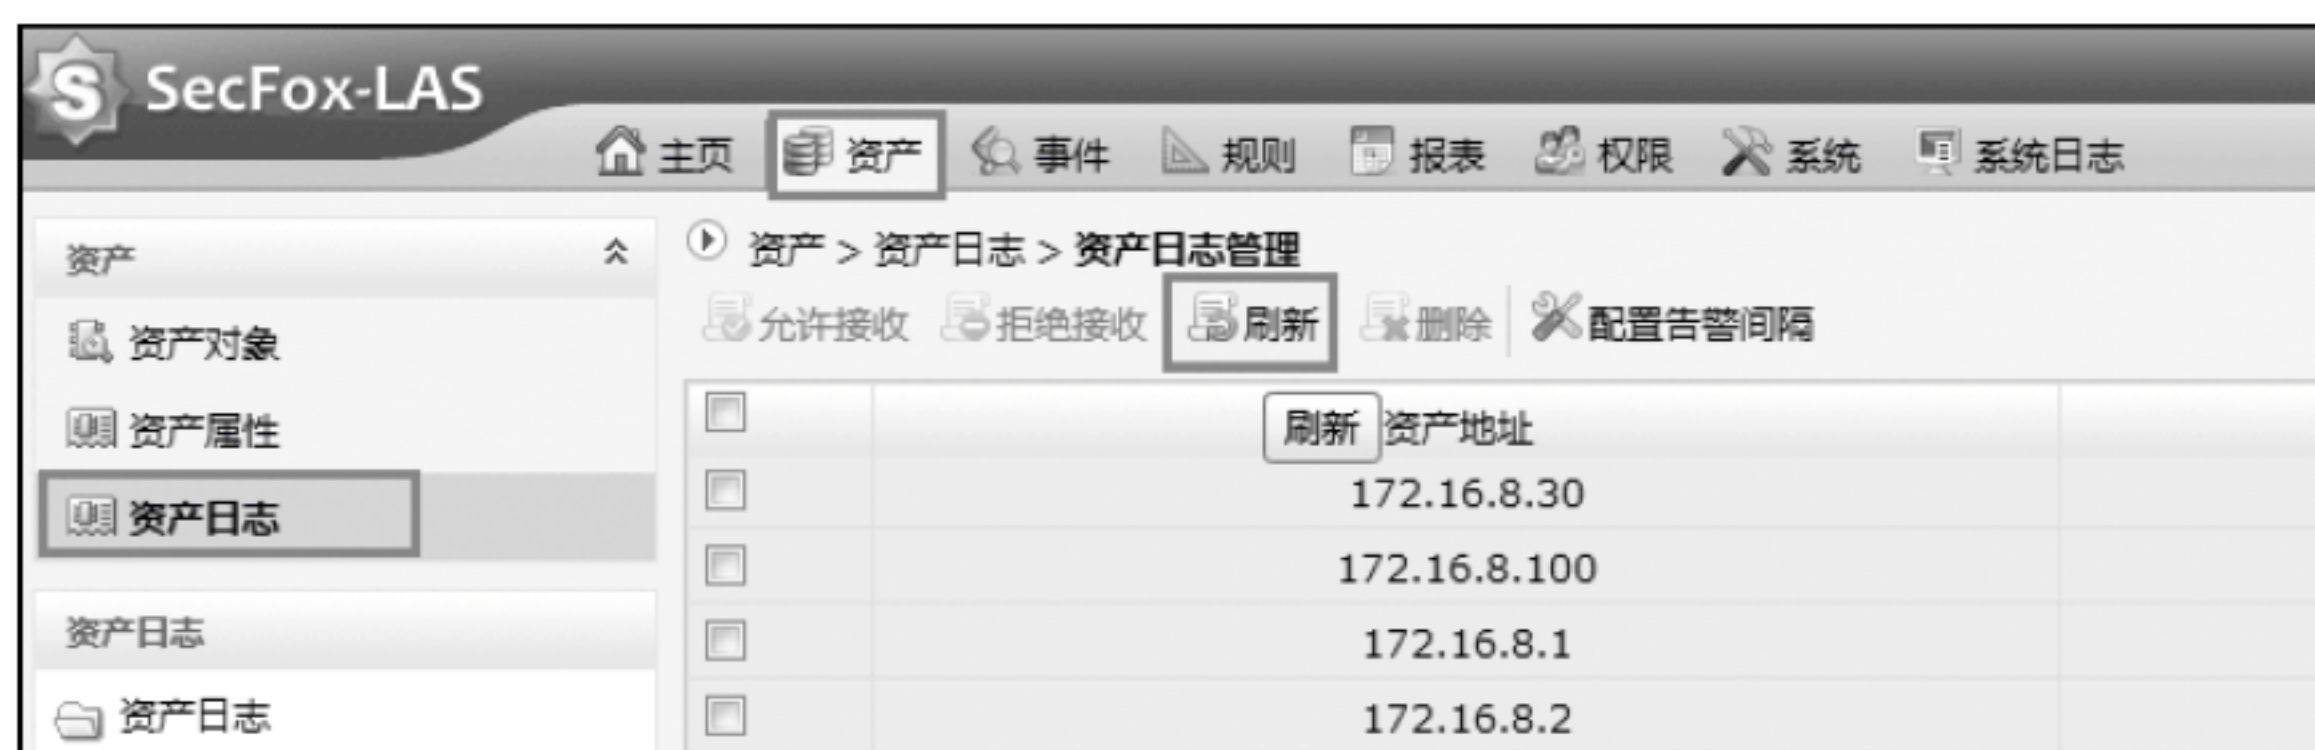 SecFox-LAS
主页 资产 事件 规则 报表 权限 系统 系统日志
资产
资产对象
资产属性
资产日志
资产日志
资产日志
资产 > 资产日志 > 资产日志管理
允许接收 拒绝接收 刷新 删除 配置告警间隔
刷新 资产地址
172.16.8.30
172.16.8.100
172.16.8.1
172.16.8.2